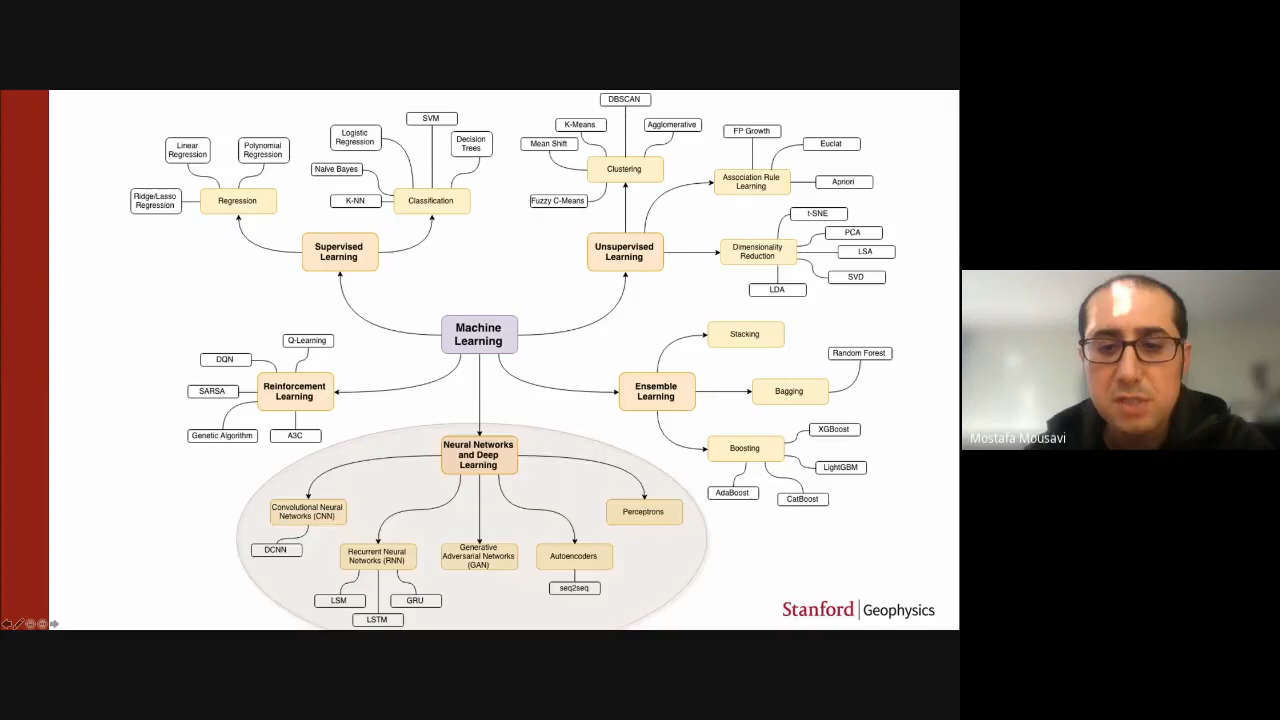 DBSCAN
SVM
K-Means
Agglomerative
FP Growth
Logistic
Regression
Linear
Regression
Polynomial
Regression
Decision
Trees
Mean Shift
Euclat
Naive Bayes
Clustering
Association Rule
Learning
Apriori
Ridge/Lasso
Regression
Regression
K-NN
Classification
Fuzzy C-Means
t-SNE
PCA
Supervised
Learning
Unsupervised
Learning
Dimensionality
Reduction
LSA
SVD
LDA
Machine
Learning
Stacking
Q-Learning
DQN
Random Forest
SARSA
Reinforcement
Learning
Ensemble
Learning
Bagging
Genetic Algorithm
A3C
XGBoost
Neural Networks
and Deep
Learning
Boosting
LightGBM
AdaBoost
CatBoost
Convolutional Neural
Networks (CNN)
Perceptrons
DCNN
Recurrent Neural
Networks (RNN)
Generative
Adversarial Networks
(GAN)
Autoencoders
seq2seq
LSM
GRU
LSTM
Stanford | Geophysics
Mostafa Mousavi